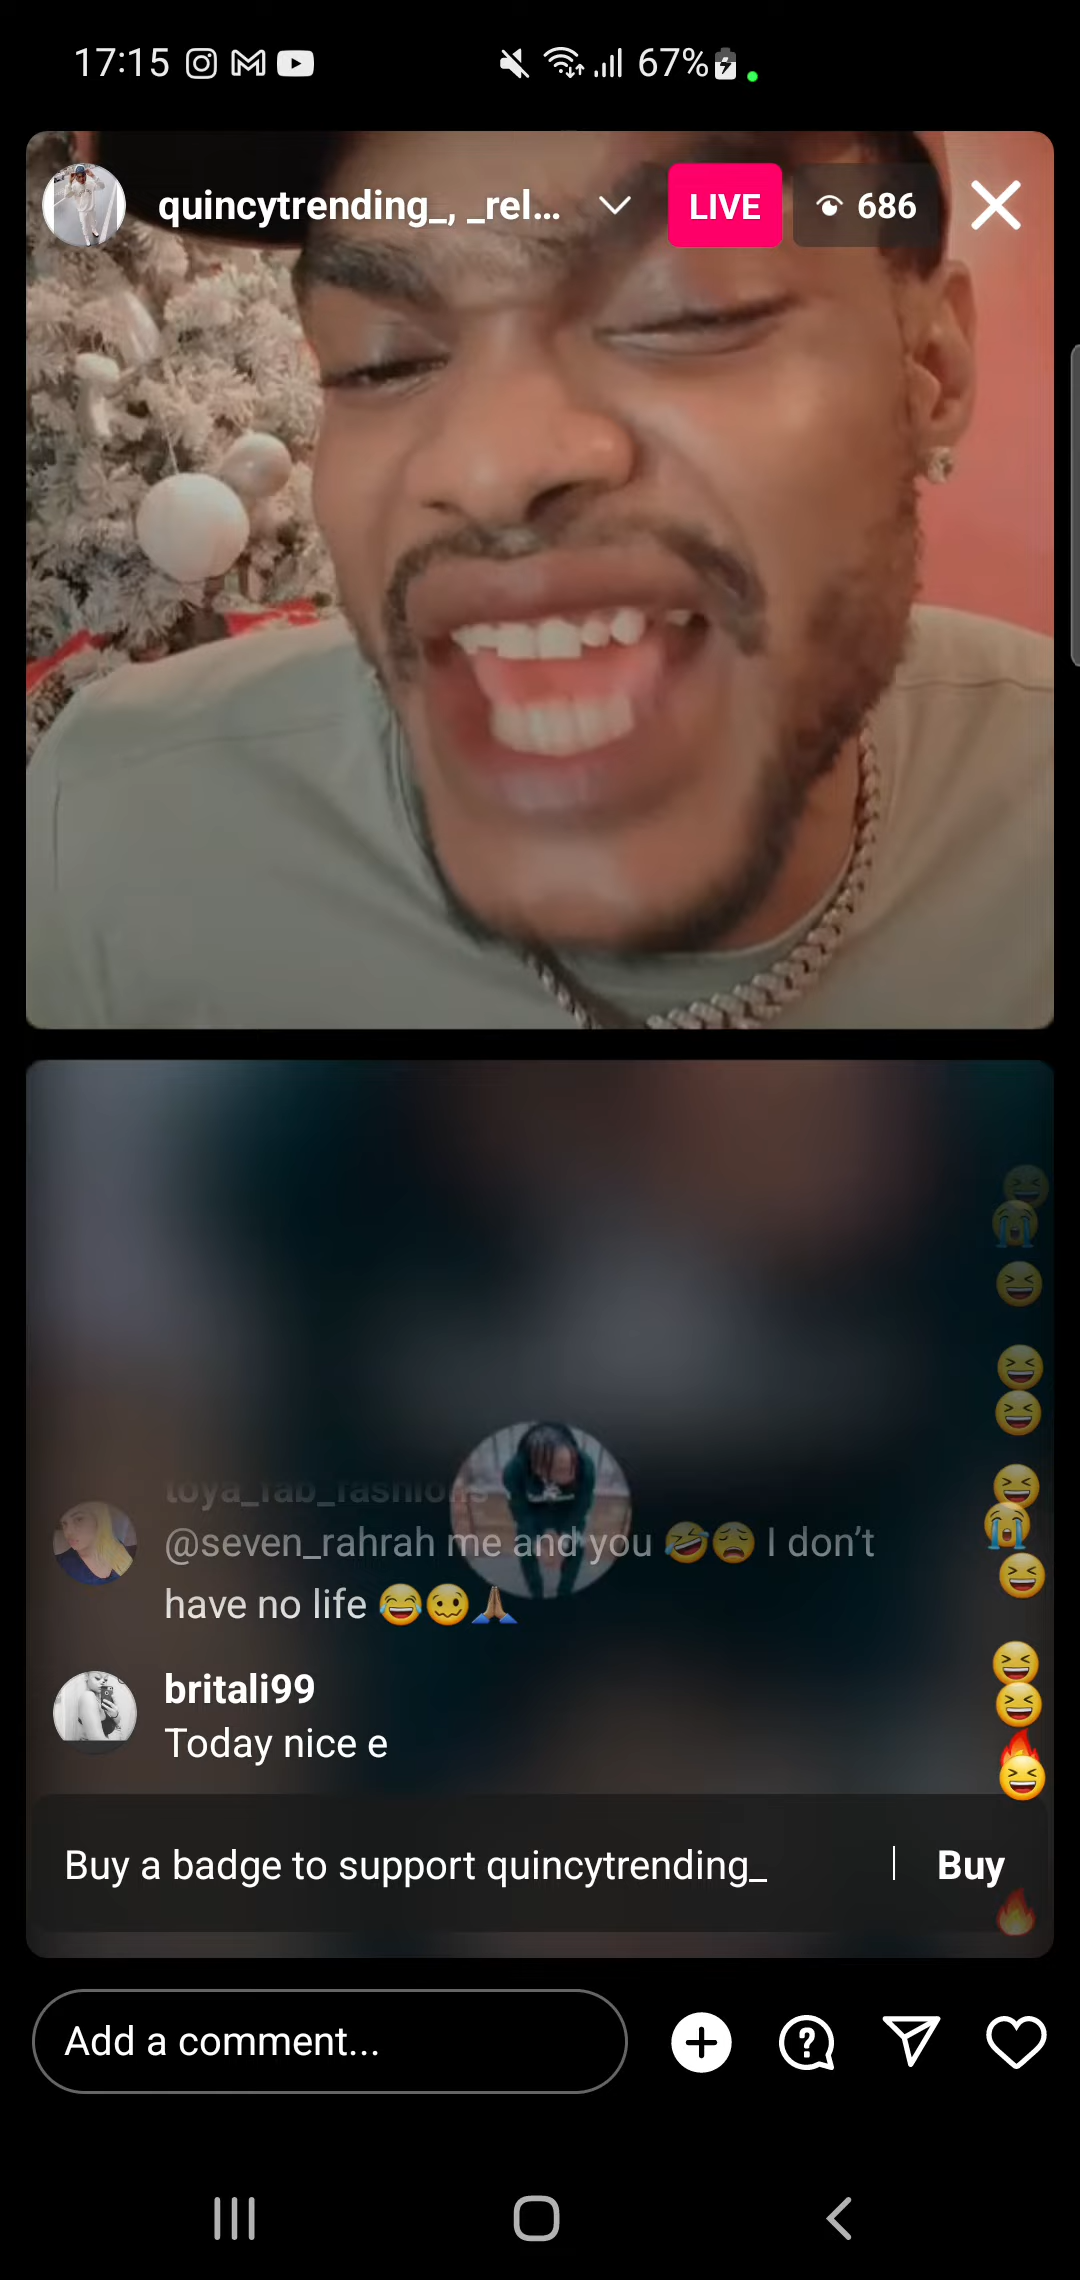 17:15 67%
quincytrending_, _rel... LIVE 686
toya_rab_fashions
@seven_rahrah me and you 🤣😩 I don't
have no life 😂🥴🙏🏽
britali99
Today nice e
Buy a badge to support quincytrending_ | Buy
Add a comment...